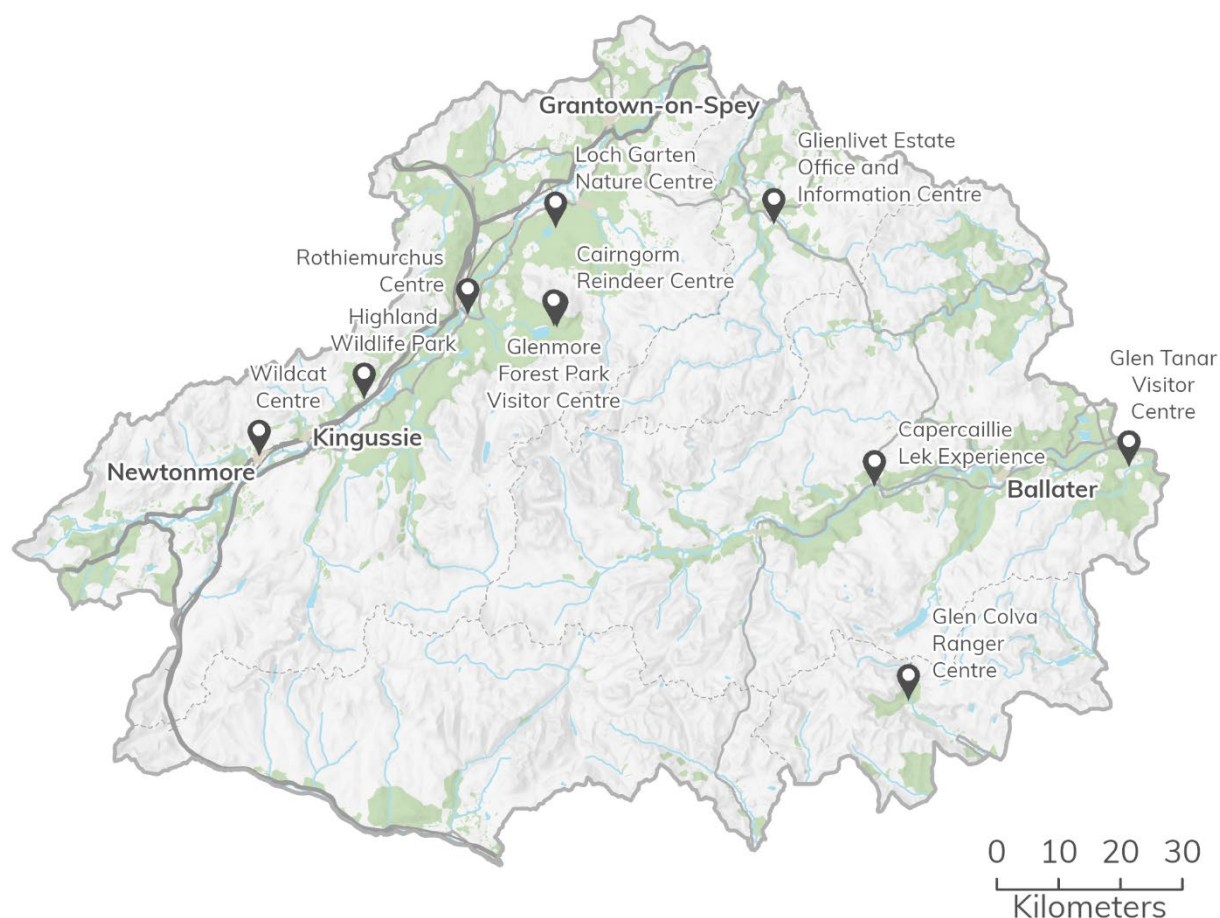 Grantown-on-Spey
Loch Garten
Nature Centre
Glienlivet Estate
Office and
Information Centre
Rothiemurchus
Centre
Cairngorm
Reindeer Centre
Highland
Wildlife Park
Glenmore
Forest Park
Visitor Centre
Wildcat
Centre
Kingussie
Newtonmore
Glen Tanar
Visitor
Centre
Capercaillie
Lek Experience
Ballater
Glen Colva
Ranger
Centre
0 10 20 30
Kilometers